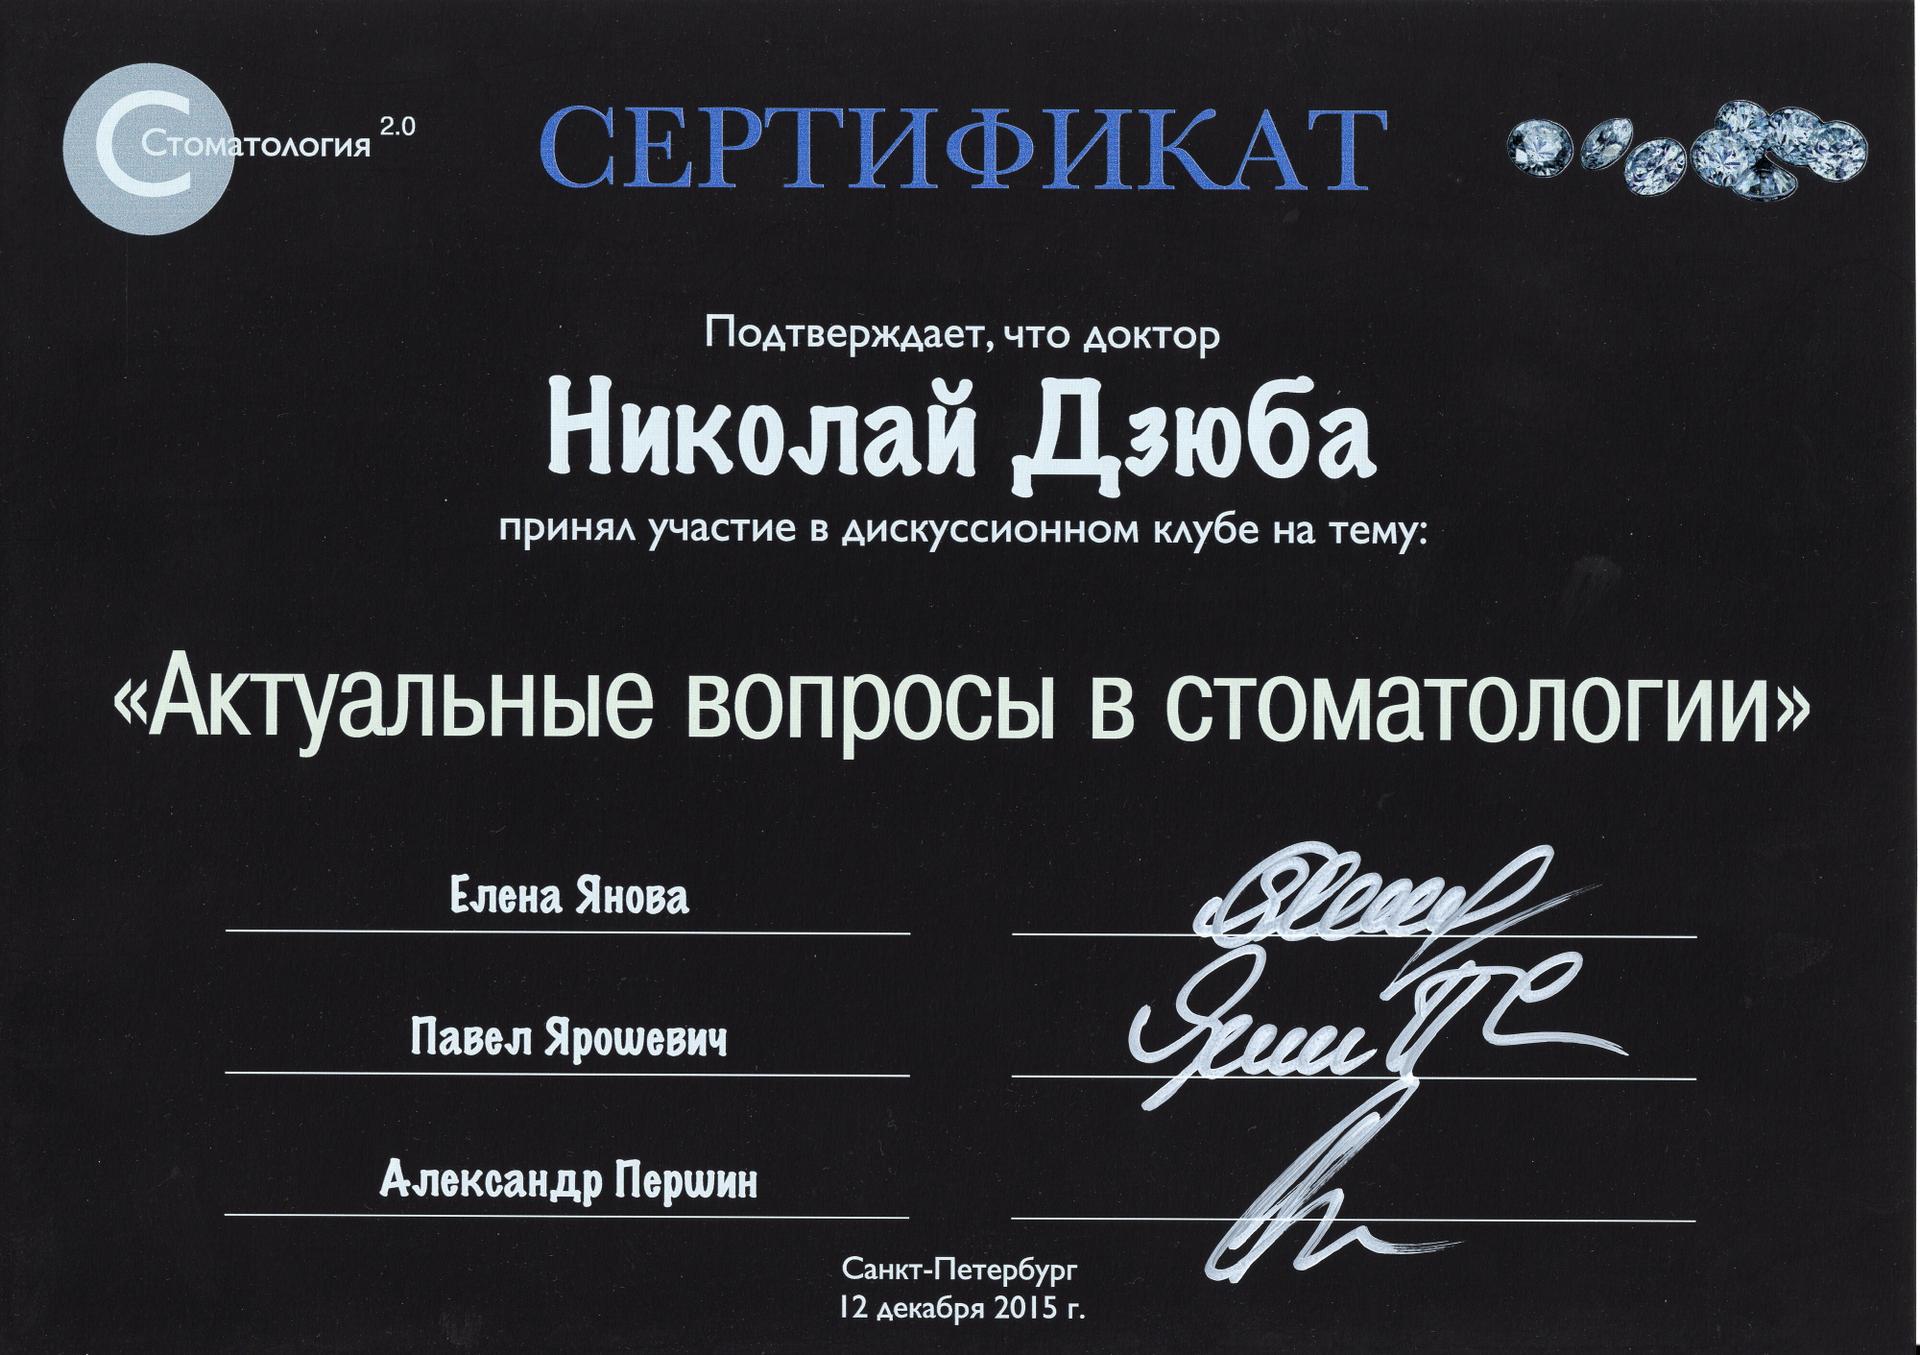 Стоматология 2.0
СЕРТИФИКАТ
Подтверждает, что доктор
Николай Дзюба
принял участие в дискуссионном клубе на тему:
«Актуальные вопросы в стоматологии»
Елена Янова
Павел Ярошевич
Александр Першин
Санкт-Петербург
12 декабря 2015 г.